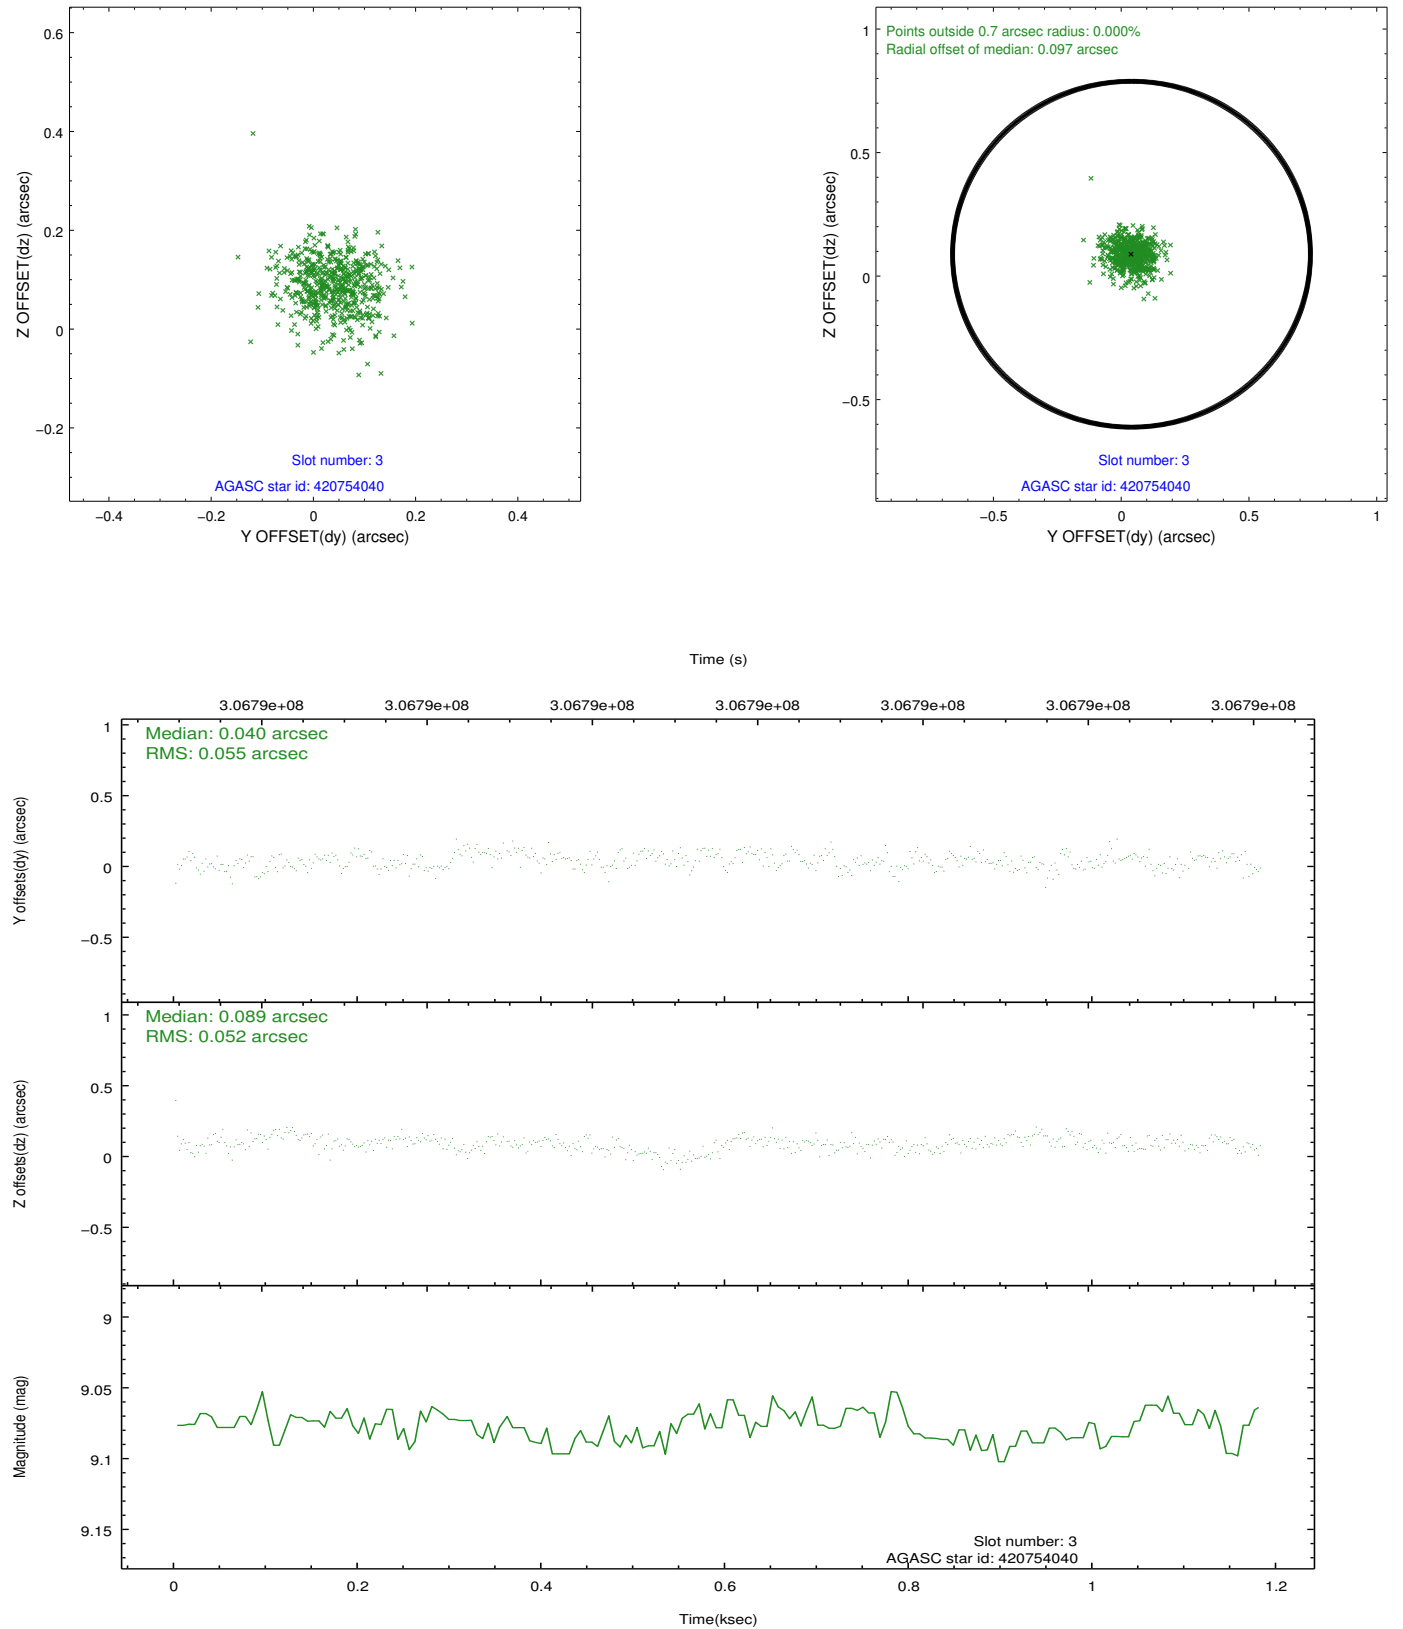 0.6
0.4
0.2
0
−0.2
Z OFFSET(dz) (arcsec)
Slot number: 3
AGASC star id: 420754040
−0.4
−0.2
0
0.2
0.4
Y OFFSET(dy) (arcsec)
Points outside 0.7 arcsec radius: 0.000%
Radial offset of median: 0.097 arcsec
1
0.5
0
−0.5
Z OFFSET(dz) (arcsec)
Slot number: 3
AGASC star id: 420754040
−0.5
0
0.5
1
Y OFFSET(dy) (arcsec)
Time (s)
3.0679e+08
3.0679e+08
3.0679e+08
3.0679e+08
3.0679e+08
3.0679e+08
3.0679e+08
Median: 0.040 arcsec
RMS: 0.055 arcsec
1
0.5
0
−0.5
Y offsets(dy) (arcsec)
Median: 0.089 arcsec
RMS: 0.052 arcsec
1
0.5
0
−0.5
Z offsets(dz) (arcsec)
9
9.05
9.1
9.15
Magnitude (mag)
Slot number: 3
AGASC star id: 420754040
0
0.2
0.4
0.6
0.8
1
1.2
Time(ksec)